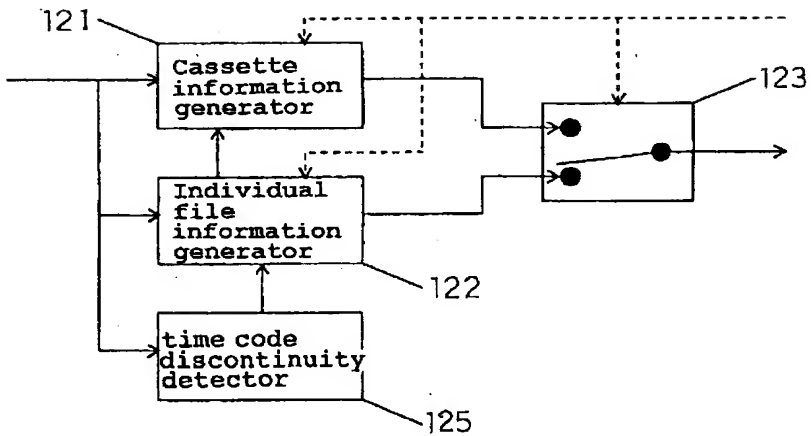 121
Cassette
information
generator
123
Individual
file
information
generator
122
time code
discontinuity
detector
125